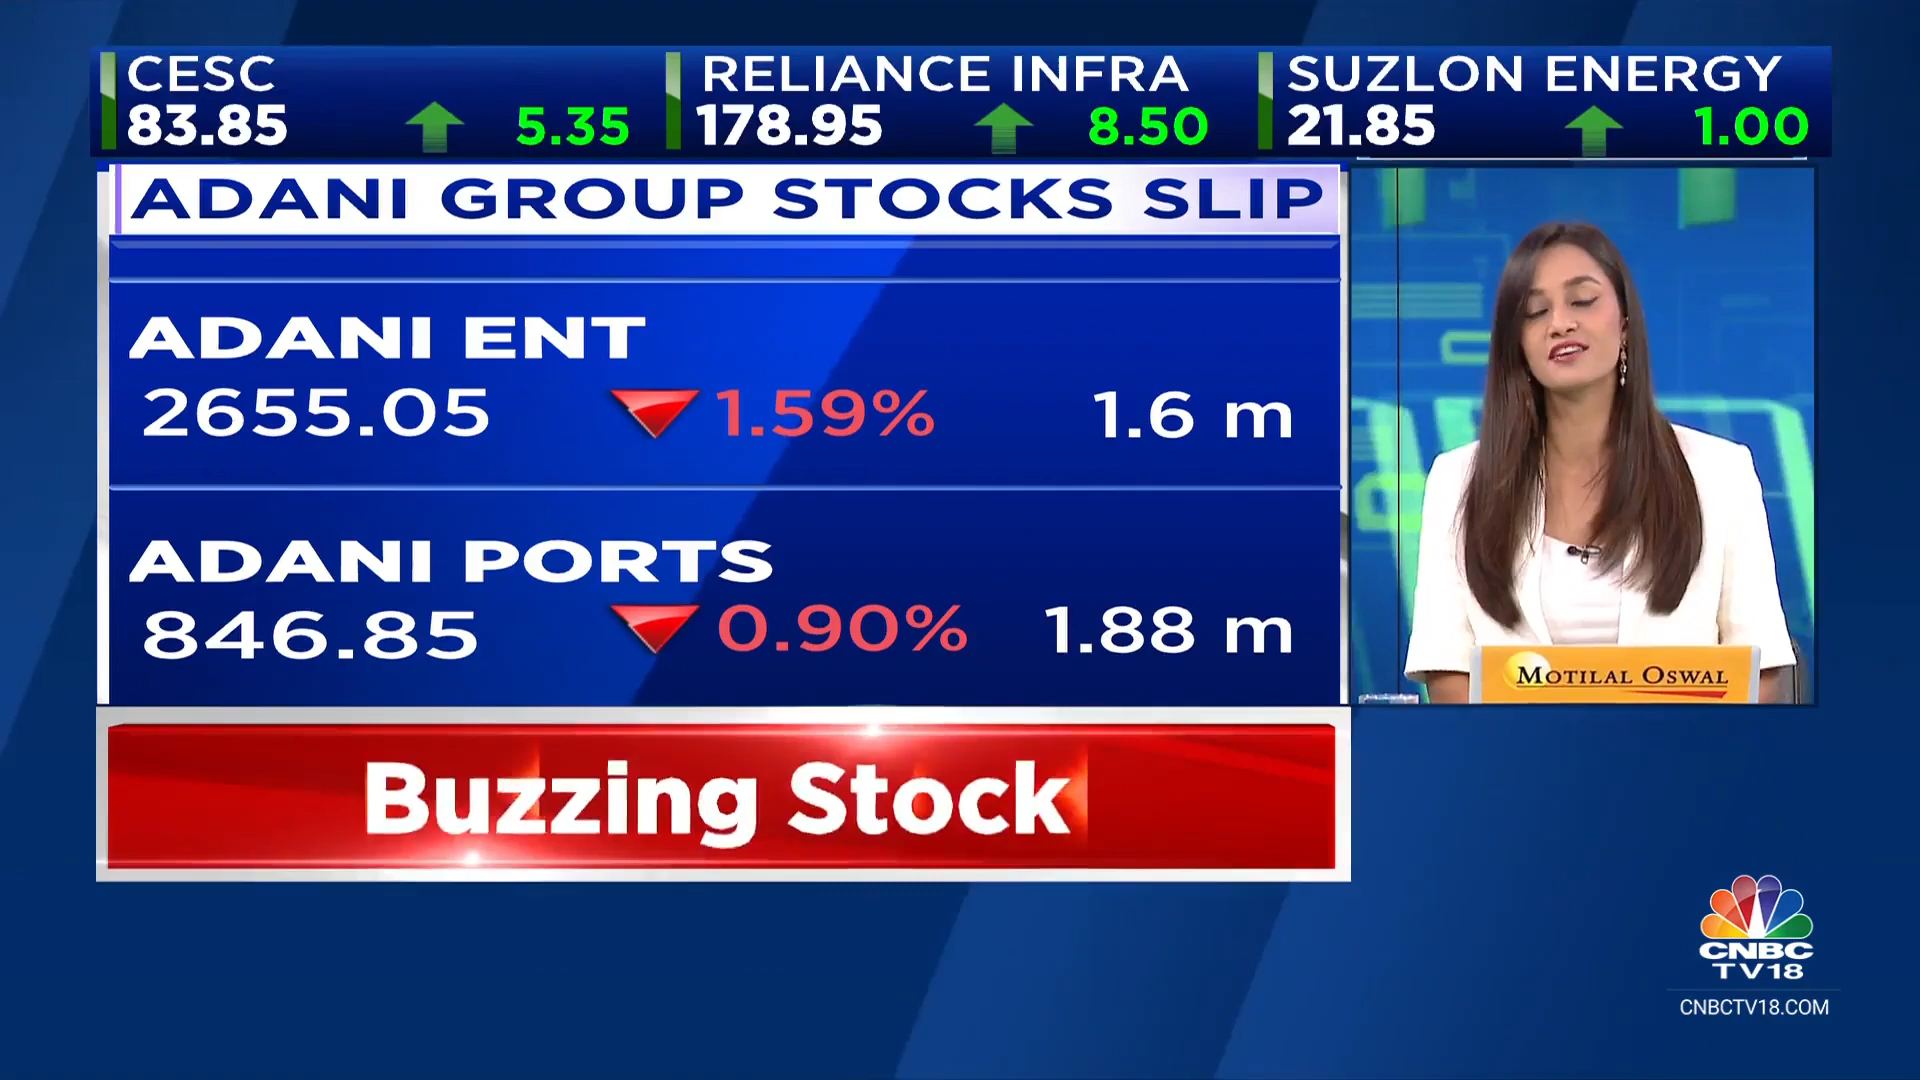 CESC
83.85 5.35
RELIANCE INFRA
178.95 8.50
SUZLON ENERGY
21.85 1.00
ADANI GROUP STOCKS SLIP
ADANI ENT
2655.05 1.59% 1.6 m
ADANI PORTS
846.85 0.90% 1.88 m
MOTILAL OSWAL
Buzzing Stock
CNBC
TV18
CNBCTV18.COM